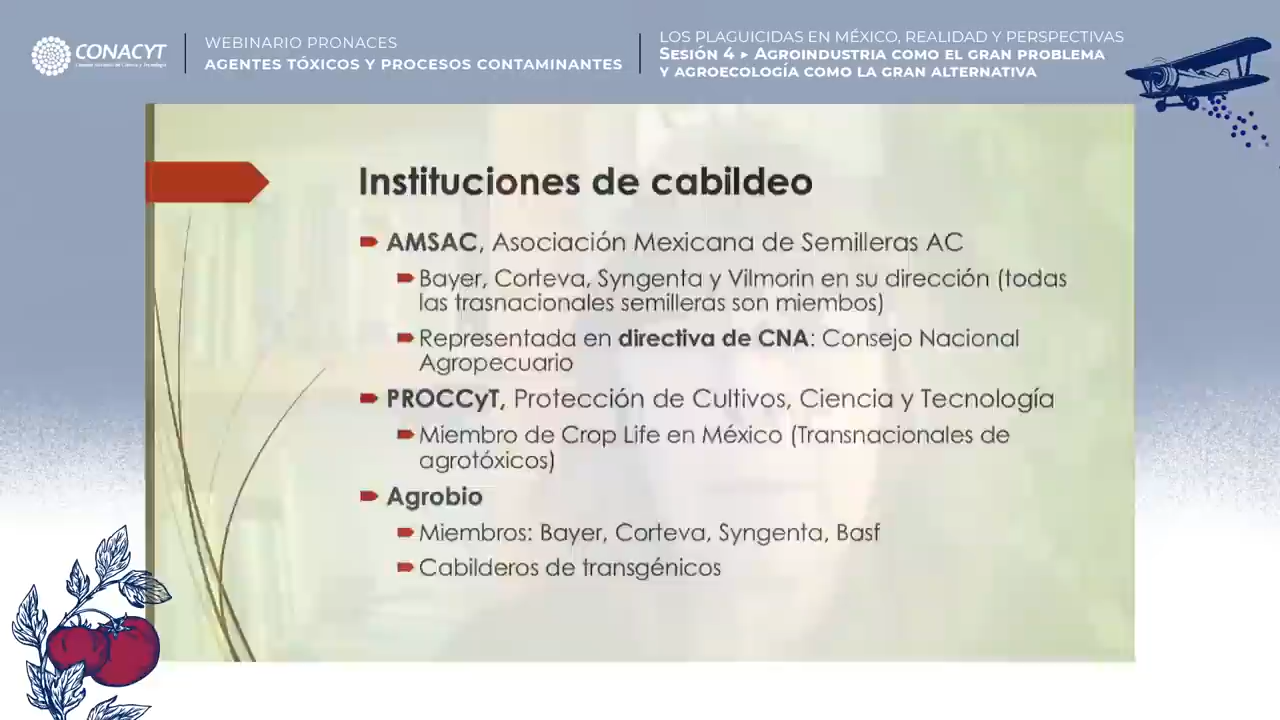 CONACYT
WEBINARIO PRONACES
AGENTES TÓXICOS Y PROCESOS CONTAMINANTES
LOS PLAGUICIDAS EN MÉXICO, REALIDAD Y PERSPECTIVAS
SESIÓN 4 ▸ AGROINDUSTRIA COMO EL GRAN PROBLEMA
Y AGROECOLOGÍA COMO LA GRAN ALTERNATIVA
Instituciones de cabildeo
AMSAC, Asociación Mexicana de Semilleras AC
Bayer, Corteva, Syngenta y Vilmorin en su dirección (todas
las trasnacionales semilleras son miembos)
Representada en directiva de CNA: Consejo Nacional
Agropecuario
PROCCyT, Protección de Cultivos, Ciencia y Tecnología
Miembro de Crop Life en México (Transnacionales de
agrotóxicos)
Agrobio
Miembros: Bayer, Corteva, Syngenta, Basf
Cabilderos de transgénicos